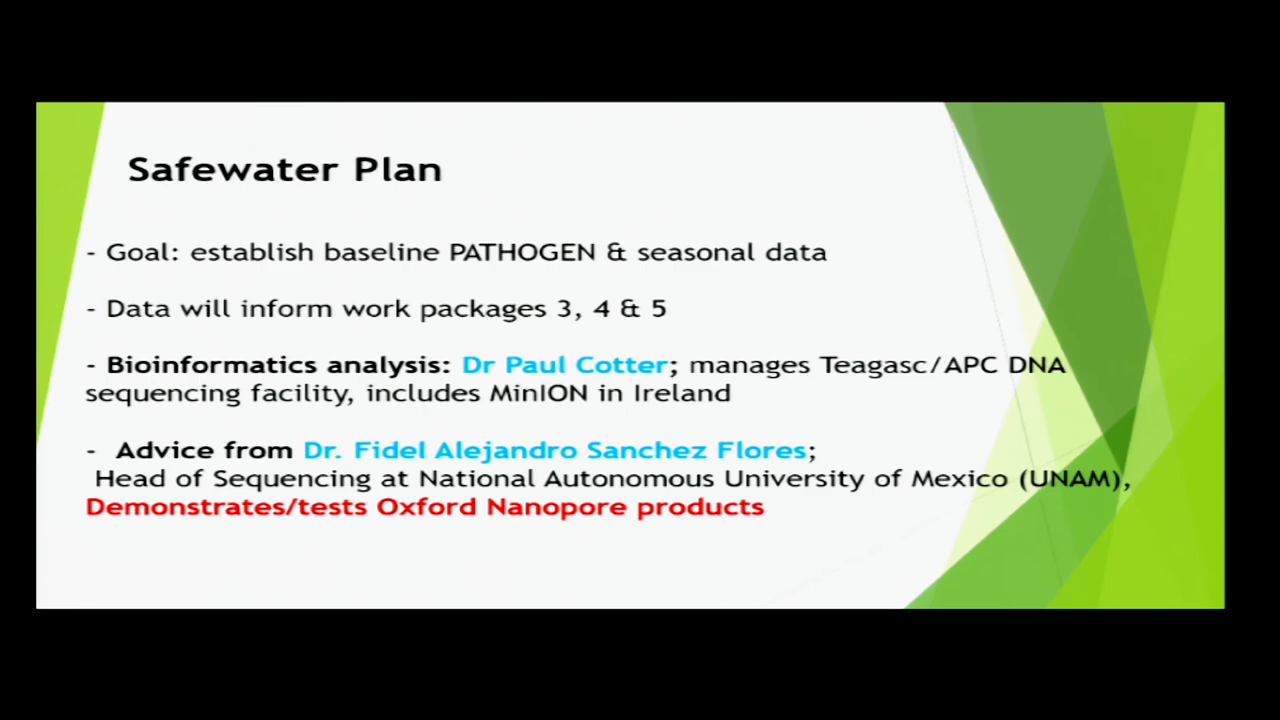 Safewater Plan
- Goal: establish baseline PATHOGEN & seasonal data
- Data will inform work packages 3, 4 & 5
- Bioinformatics analysis: Dr Paul Cotter; manages Teagasc/APC DNA
sequencing facility, includes MinION in Ireland
- Advice from Dr. Fidel Alejandro Sanchez Flores;
Head of Sequencing at National Autonomous University of Mexico (UNAM),
Demonstrates/tests Oxford Nanopore products